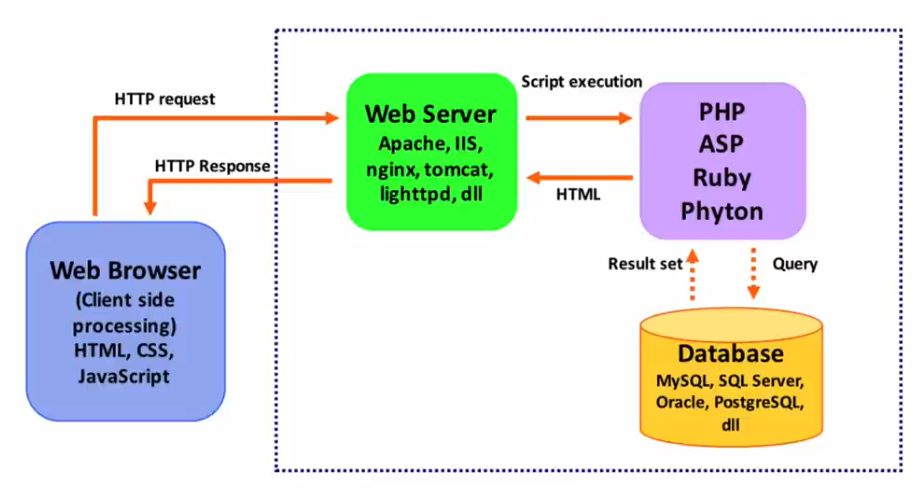 HTTP request
HTTP Response
Web Browser
(Client side
processing)
HTML, CSS,
JavaScript
Web Server
Apache, IIS,
nginx, tomcat,
lighttpd, dll
Script execution
HTML
PHP
ASP
Ruby
Phyton
Result set
Query
Database
MySQL, SQL Server,
Oracle, PostgreSQL,
dll